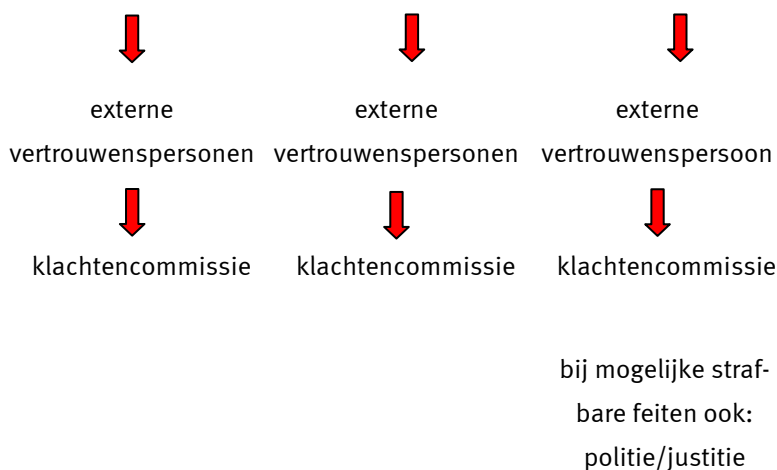 externe externe externe
vertrouwenspersonen vertrouwenspersonen vertrouwenspersoon
klachtencommissie klachtencommissie klachtencommissie
bij mogelijke straf-
bare feiten ook:
politie/justitie